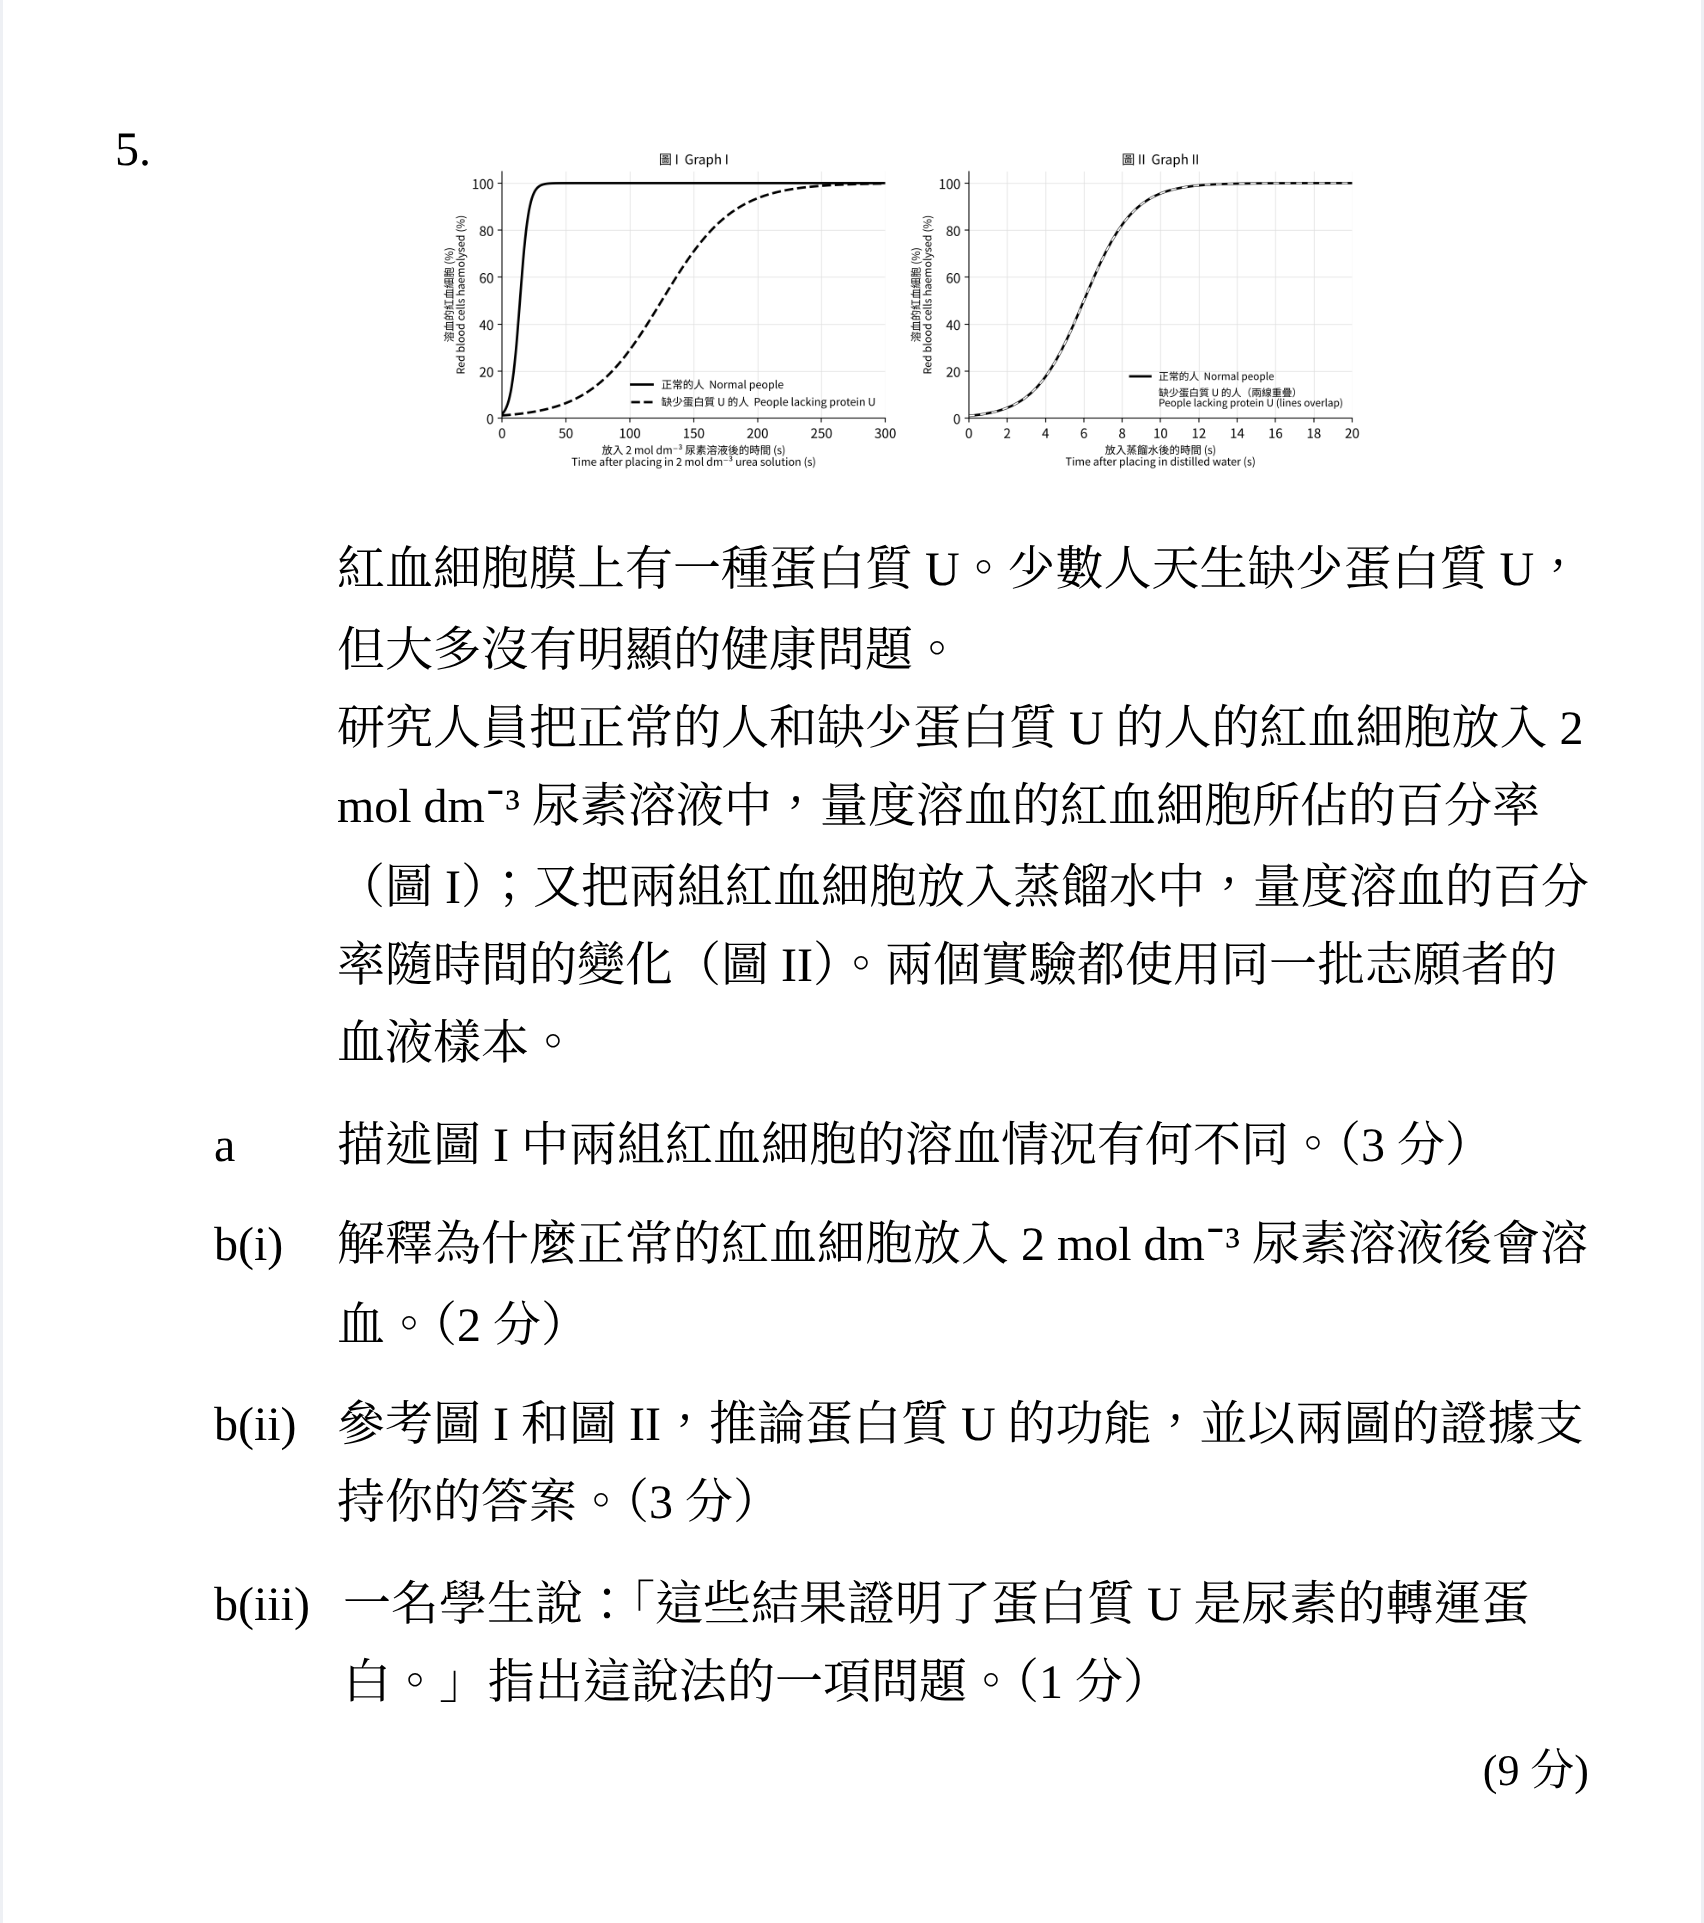 5.
圖 I Graph I
圖 II Graph II
100
80
60
40
20
0
溶血的紅血細胞 (%)
Red blood cells haemolysed (%)
正常的人 Normal people
缺少蛋白質 U 的人 People lacking protein U
0 50 100 150 200 250 300
放入 2 mol dm⁻³ 尿素溶液後的時間 (s)
Time after placing in 2 mol dm⁻³ urea solution (s)
100
80
60
40
20
0
溶血的紅血細胞 (%)
Red blood cells haemolysed (%)
正常的人 Normal people
缺少蛋白質 U 的人（兩線重疊）
People lacking protein U (lines overlap)
0 2 4 6 8 10 12 14 16 18 20
放入蒸餾水後的時間 (s)
Time after placing in distilled water (s)
紅血細胞膜上有一種蛋白質 U。少數人天生缺少蛋白質 U，
但大多沒有明顯的健康問題。
研究人員把正常的人和缺少蛋白質 U 的人的紅血細胞放入 2
mol dm⁻³ 尿素溶液中，量度溶血的紅血細胞所佔的百分率
（圖 I）；又把兩組紅血細胞放入蒸餾水中，量度溶血的百分
率隨時間的變化（圖 II）。兩個實驗都使用同一批志願者的
血液樣本。
a 描述圖 I 中兩組紅血細胞的溶血情況有何不同。（3 分）
b(i) 解釋為什麼正常的紅血細胞放入 2 mol dm⁻³ 尿素溶液後會溶
血。（2 分）
b(ii) 參考圖 I 和圖 II，推論蛋白質 U 的功能，並以兩圖的證據支
持你的答案。（3 分）
b(iii) 一名學生說：「這些結果證明了蛋白質 U 是尿素的轉運蛋
白。」指出這說法的一項問題。（1 分）
(9 分)